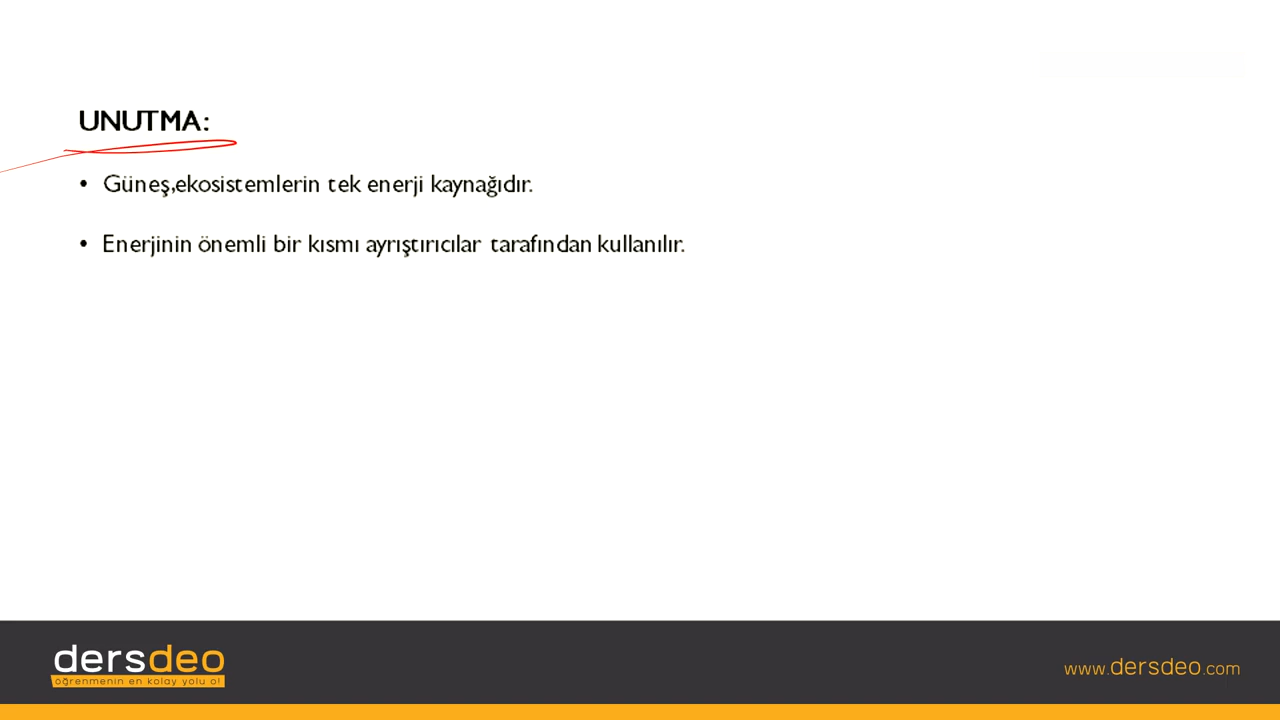 UNUTMA:
• Güneş,ekosistemlerin tek enerji kaynağıdır.
• Enerjinin önemli bir kısmı ayrıştırıcılar tarafından kullanılır.
dersdeo
öğrenmenin en kolay yolu o!
www.dersdeo.com